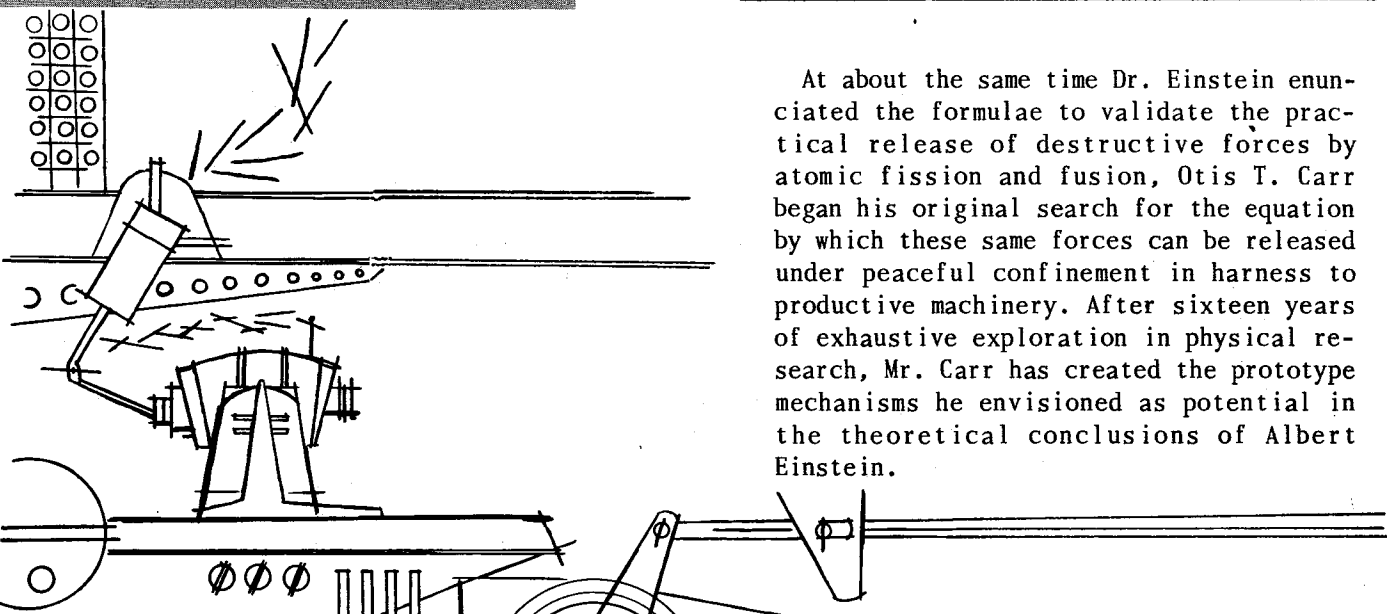 At about the same time Dr. Einstein enun-
ciated the formulae to validate the prac-
tical release of destructive forces by
atomic fission and fusion, Otis T. Carr
began his original search for the equation
by which these same forces can be released
under peaceful confinement in harness to
productive machinery. After sixteen years
of exhaustive exploration in physical re-
search, Mr. Carr has created the prototype
mechanisms he envisioned as potential in
the theoretical conclusions of Albert
Einstein.